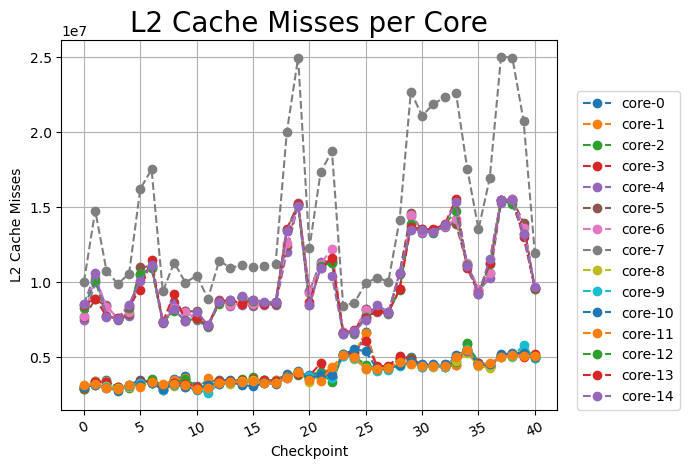 L2 Cache Misses per Core
1e7
2.5
2.0
1.5
1.0
0.5
L2 Cache Misses
0 5 10 15 20 25 30 35 40
Checkpoint
core-0
core-1
core-2
core-3
core-4
core-5
core-6
core-7
core-8
core-9
core-10
core-11
core-12
core-13
core-14